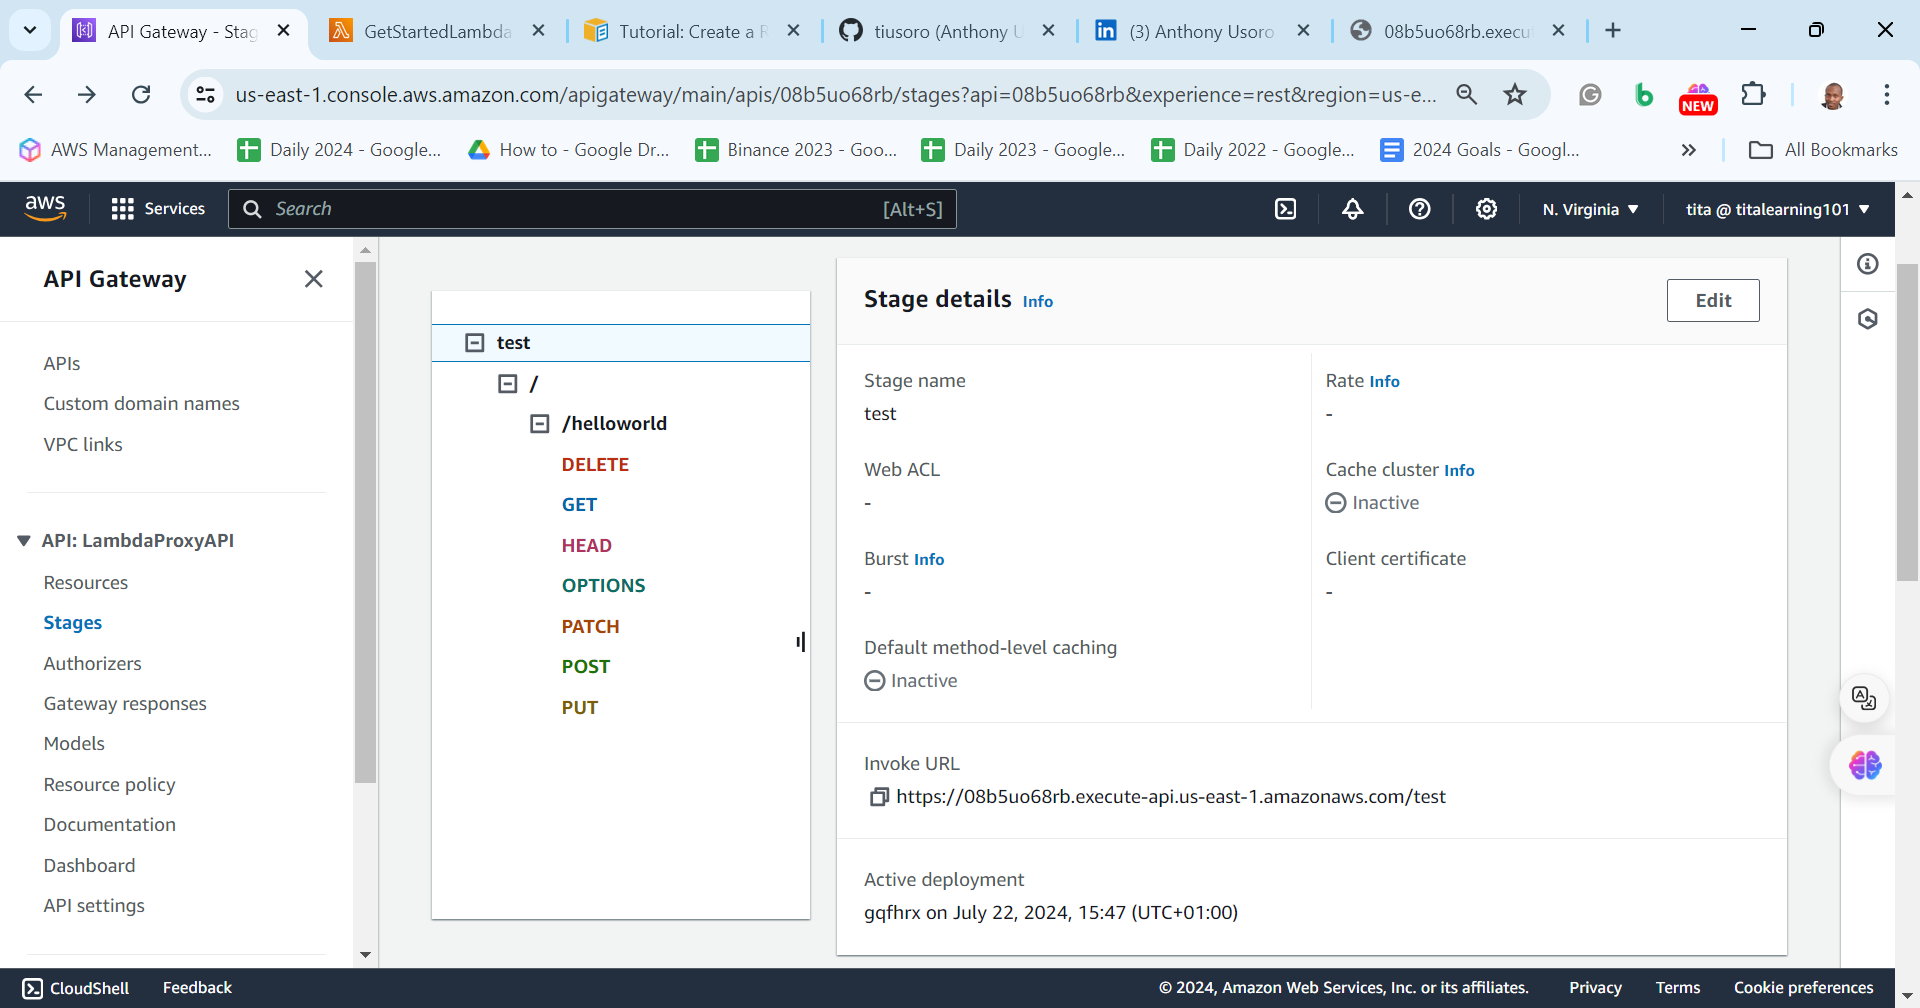 API Gateway - Stag
GetStartedLambda
Tutorial: Create a R
tiusoro (Anthony U
(3) Anthony Usoro
08b5uo68rb.execu
us-east-1.console.aws.amazon.com/apigateway/main/apis/08b5uo68rb/stages?api=08b5uo68rb&experience=rest&region=us-e...
NEW
AWS Management...
Daily 2024 - Google...
How to - Google Dr...
Binance 2023 - Goo...
Daily 2023 - Google...
Daily 2022 - Google...
2024 Goals - Googl...
All Bookmarks
aws
Services
Search
[Alt+S]
N. Virginia
tita @ titalearning101
API Gateway
APIs
Custom domain names
VPC links
API: LambdaProxyAPI
Resources
Stages
Authorizers
Gateway responses
Models
Resource policy
Documentation
Dashboard
API settings
test
/
/helloworld
DELETE
GET
HEAD
OPTIONS
PATCH
POST
PUT
Stage details Info
Edit
Stage name
test
Rate Info
-
Web ACL
-
Cache cluster Info
Inactive
Burst Info
-
Client certificate
-
Default method-level caching
Inactive
Invoke URL
https://08b5uo68rb.execute-api.us-east-1.amazonaws.com/test
Active deployment
gqfhrx on July 22, 2024, 15:47 (UTC+01:00)
CloudShell
Feedback
© 2024, Amazon Web Services, Inc. or its affiliates.
Privacy
Terms
Cookie preferences